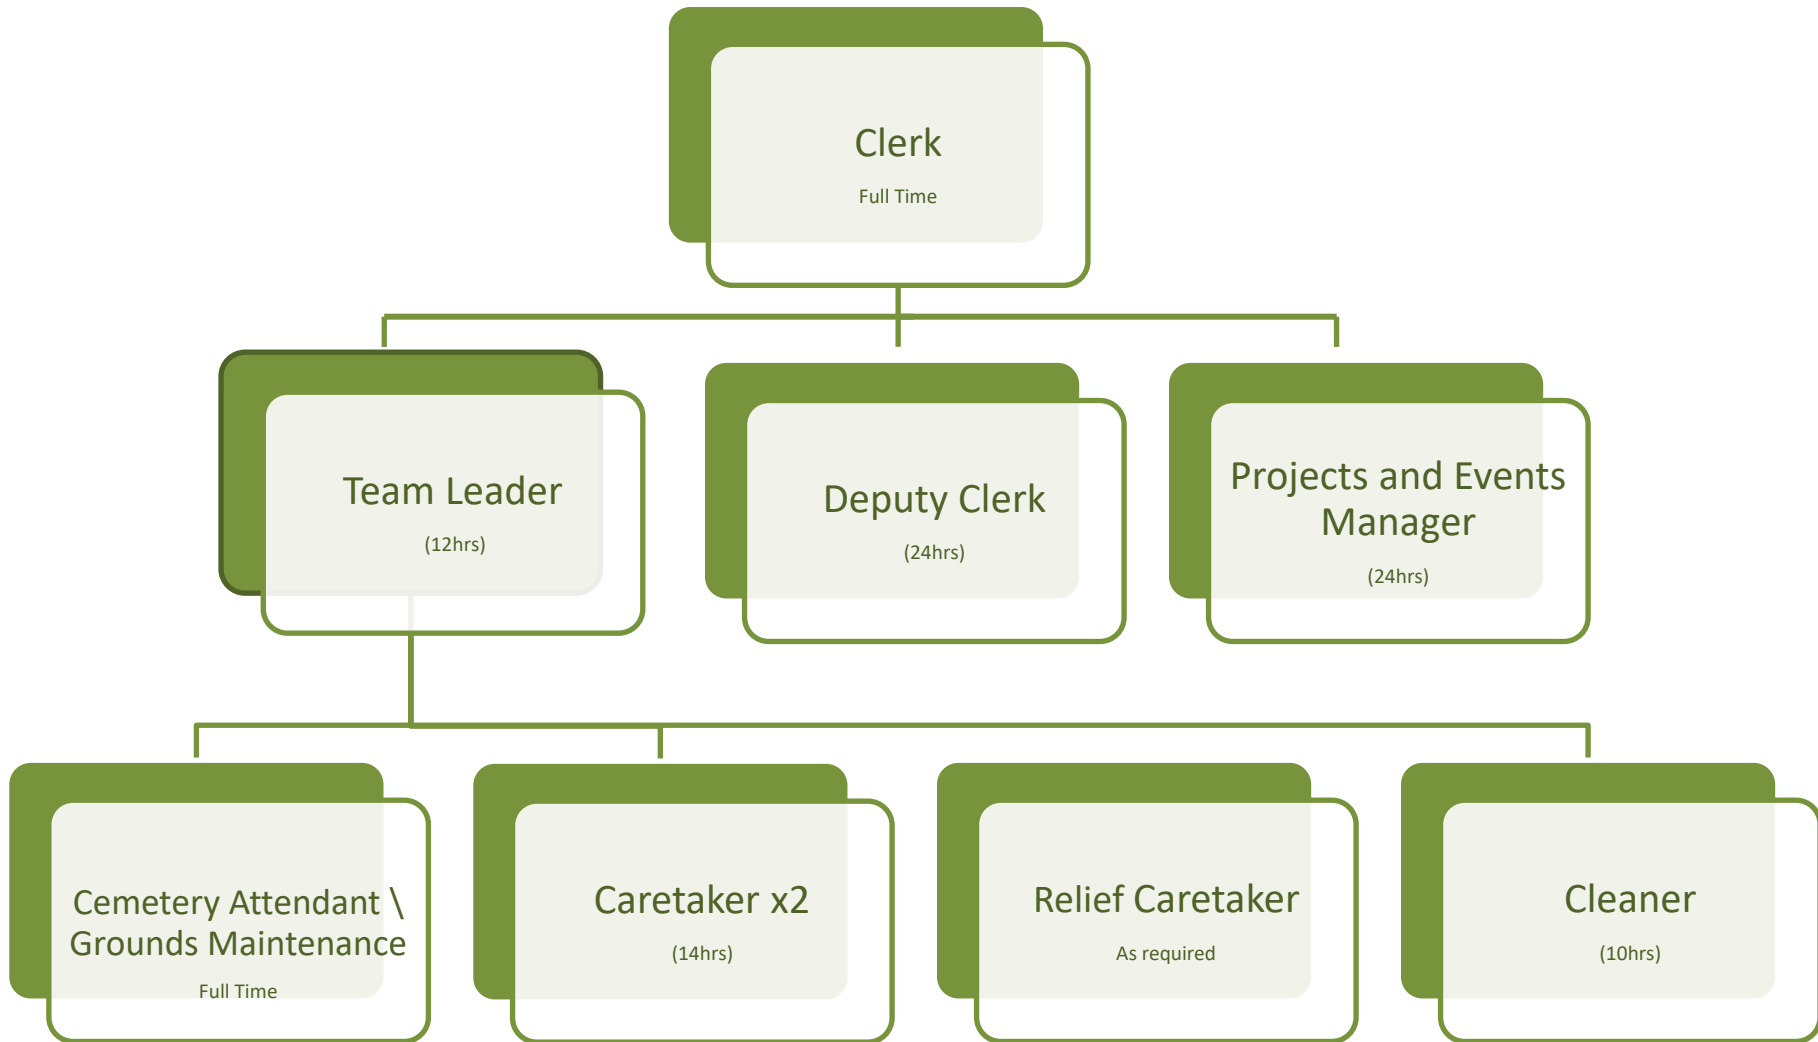 Clerk
Full Time
Team Leader
(12hrs)
Deputy Clerk
(24hrs)
Projects and Events
Manager
(24hrs)
Cemetery Attendant \
Grounds Maintenance
Full Time
Caretaker x2
(14hrs)
Relief Caretaker
As required
Cleaner
(10hrs)